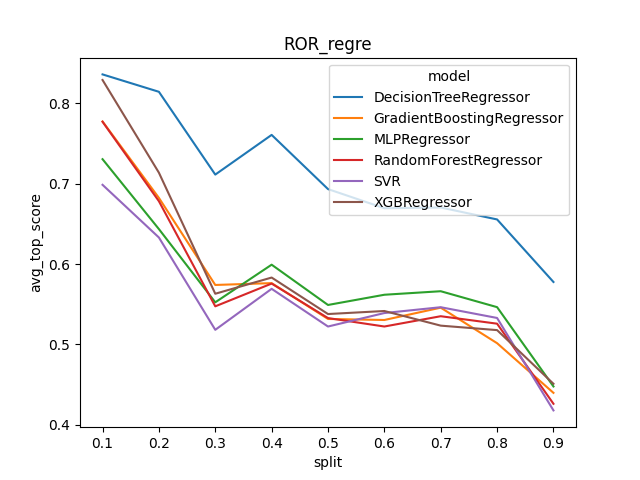 ROR_regre
model
DecisionTreeRegressor
GradientBoostingRegressor
MLPRegressor
RandomForestRegressor
SVR
XGBRegressor
avg_top_score
0.8
0.7
0.6
0.5
0.4
0.1 0.2 0.3 0.4 0.5 0.6 0.7 0.8 0.9
split